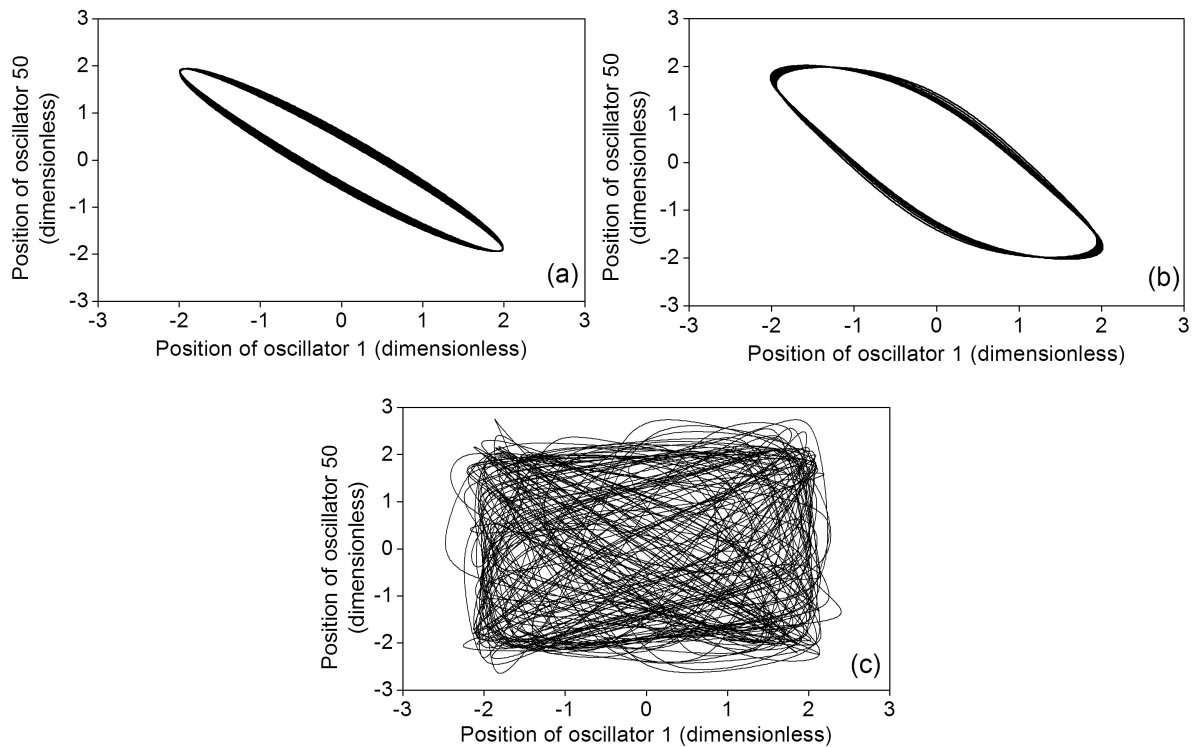 3
2
1
0
-1
-2
-3
Position of oscillator 50
(dimensionless)
(a)
-3 -2 -1 0 1 2 3
Position of oscillator 1 (dimensionless)
3
2
1
0
-1
-2
-3
Position of oscillator 50
(dimensionless)
(b)
-3 -2 -1 0 1 2 3
Position of oscillator 1 (dimensionless)
3
2
1
0
-1
-2
-3
Position of oscillator 50
(dimensionless)
(c)
-3 -2 -1 0 1 2 3
Position of oscillator 1 (dimensionless)